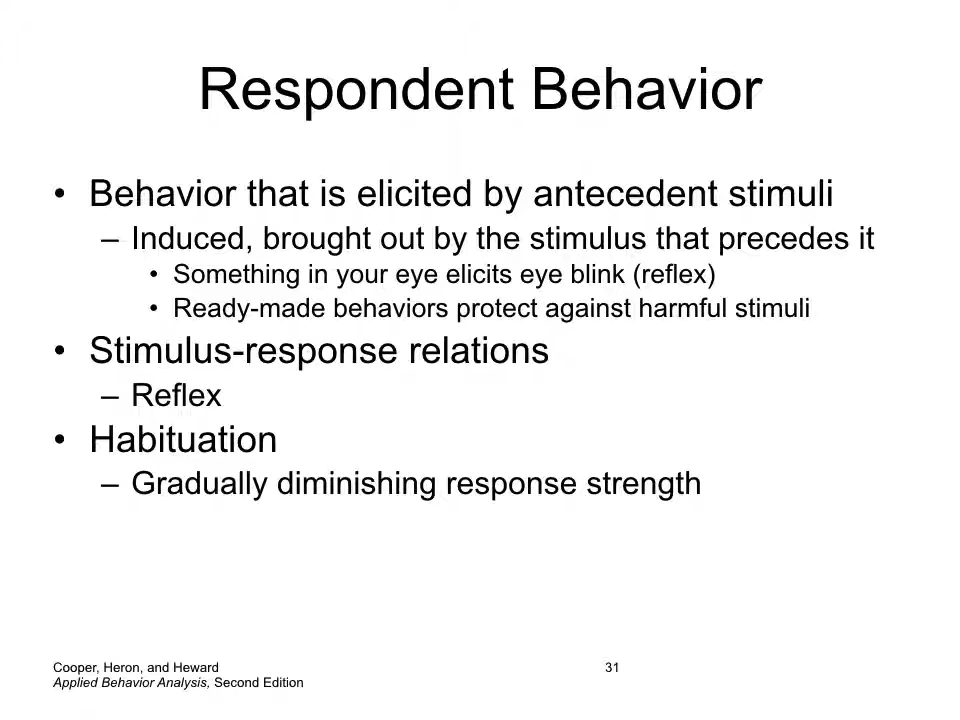 Respondent Behavior
• Behavior that is elicited by antecedent stimuli
– Induced, brought out by the stimulus that precedes it
• Something in your eye elicits eye blink (reflex)
• Ready-made behaviors protect against harmful stimuli
• Stimulus-response relations
– Reflex
• Habituation
– Gradually diminishing response strength
Cooper, Heron, and Heward
Applied Behavior Analysis, Second Edition
31